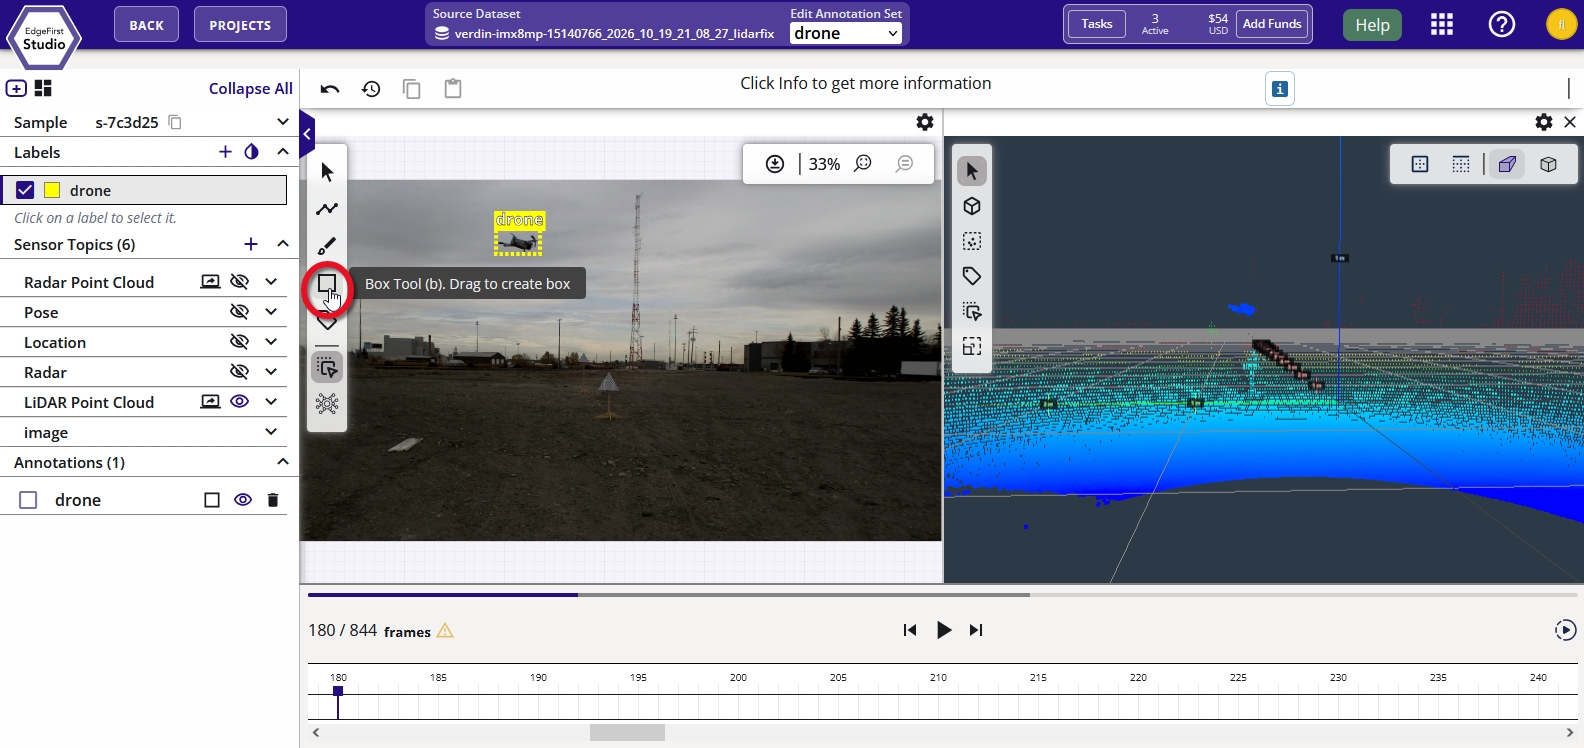 EdgeFirst
Studio
BACK
PROJECTS
Source Dataset
verdin-imx8mp-15140766_2026_10_19_21_08_27_lidarfix
Edit Annotation Set
drone
Tasks
3
Active
$54
USD
Add Funds
Help
fl
Collapse All
Click Info to get more information
Sample
s-7c3d25
Labels
drone
Click on a label to select it.
Sensor Topics (6)
Radar Point Cloud
Pose
Location
Radar
LiDAR Point Cloud
image
Annotations (1)
drone
33%
drone
Box Tool (b). Drag to create box
180 / 844 frames
180 185 190 195 200 205 210 215 220 225 230 235 240